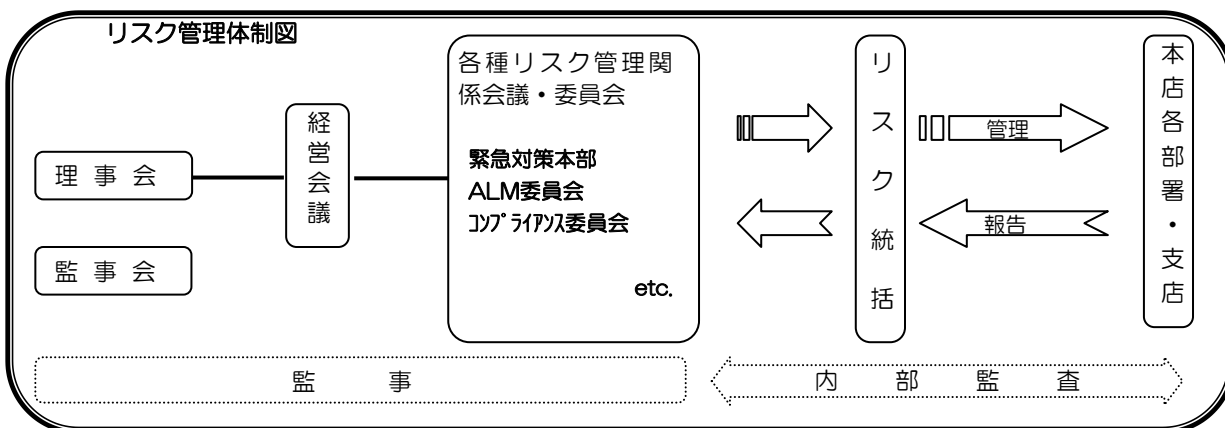 リスク管理体制図
理事会
監事会
経営会議
各種リスク管理関
係会議・委員会
緊急対策本部
ALM委員会
ｺﾝﾌﾟﾗｲｱﾝｽ委員会
etc.
リスク統括
管理
報告
本店各部署・支店
監事
内部監査